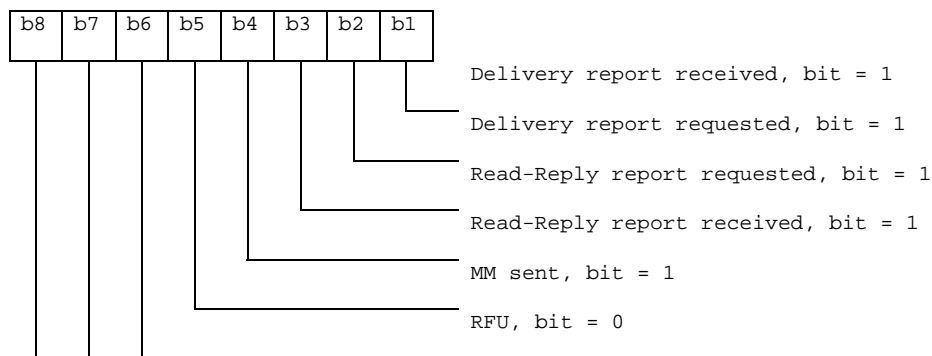 b8 b7 b6 b5 b4 b3 b2 b1
Delivery report received, bit = 1
Delivery report requested, bit = 1
Read-Reply report requested, bit = 1
Read-Reply report received, bit = 1
MM sent, bit = 1
RFU, bit = 0